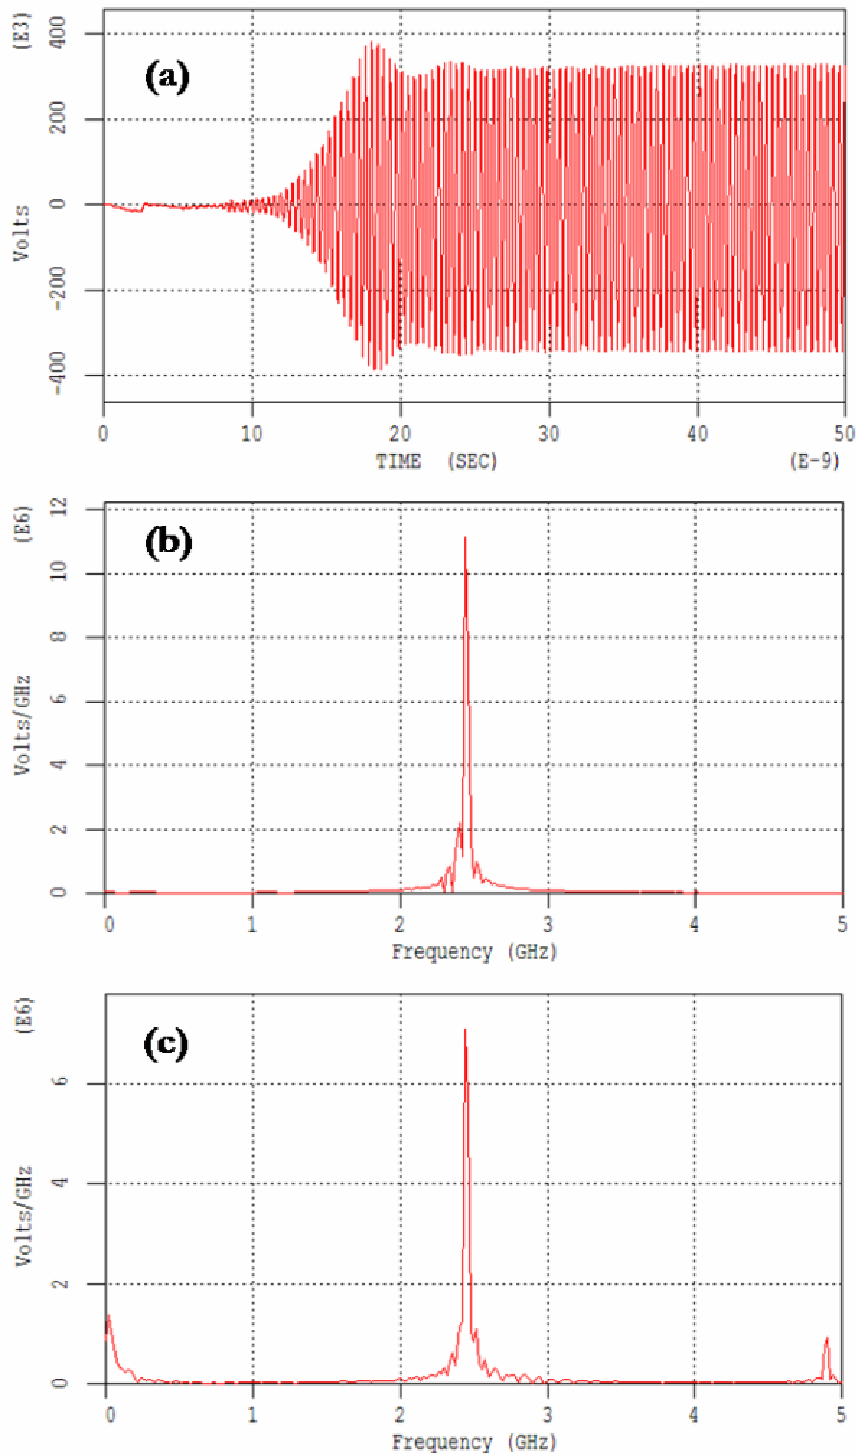 (E3)
400
200
0
-200
-400
Volts
(a)
0 10 20 30 40 50
TIME (SEC) (E-9)
(E6)
12
10
8
6
4
2
0
Volts/GHz
(b)
0 1 2 3 4 5
Frequency (GHz)
(E6)
6
4
2
0
Volts/GHz
(c)
0 1 2 3 4 5
Frequency (GHz)